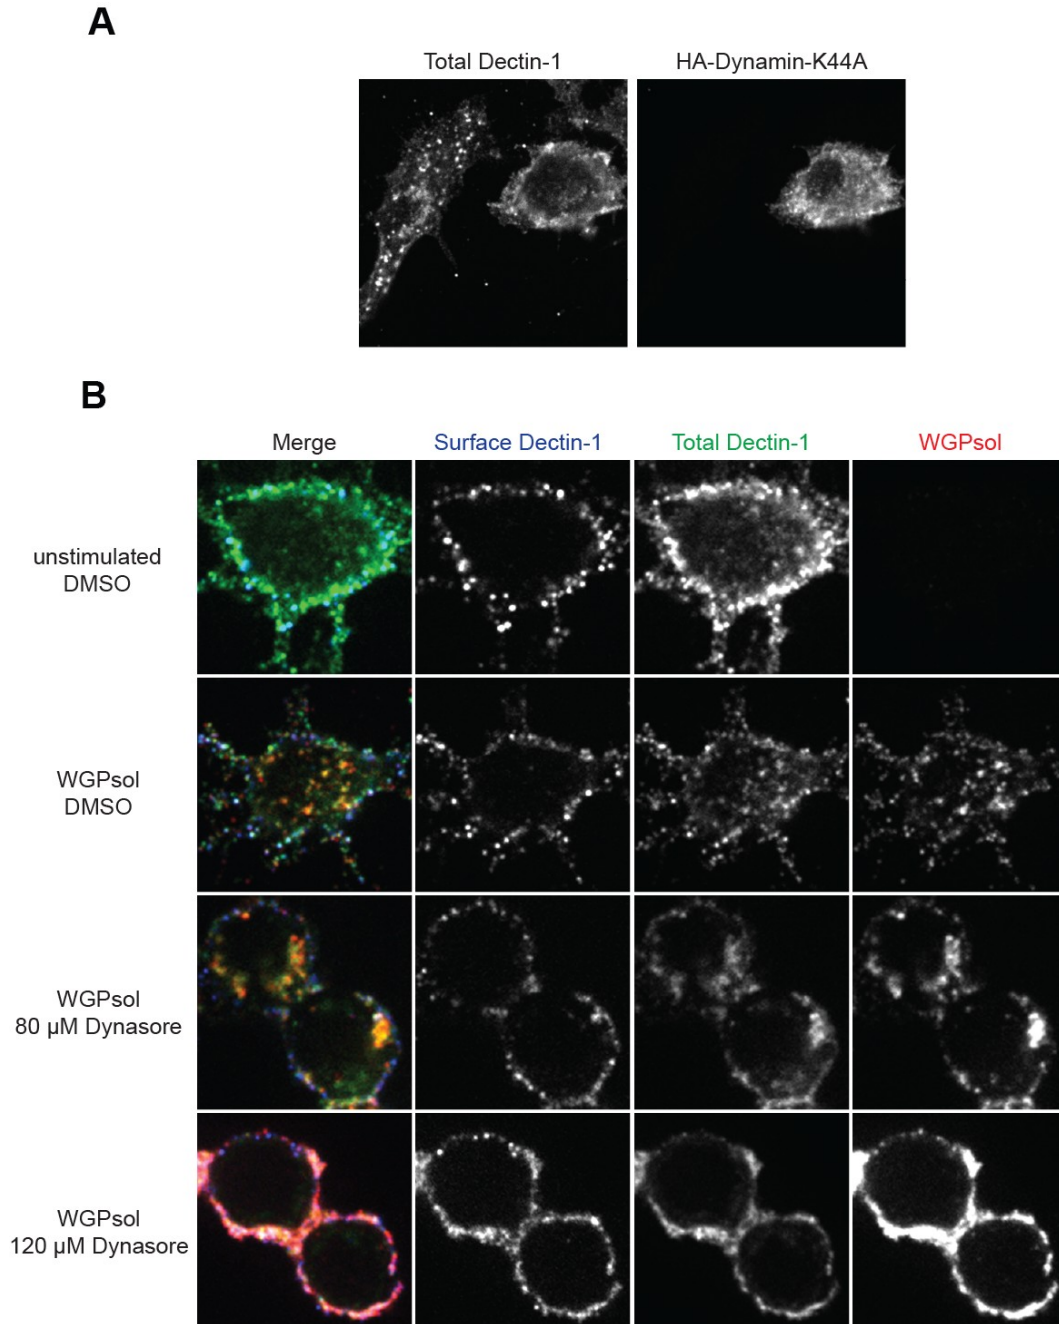 A
Total Dectin-1
HA-Dynamin-K44A
B
Merge
Surface Dectin-1
Total Dectin-1
WGPsol
unstimulated
DMSO
WGPsol
DMSO
WGPsol
80 µM Dynasore
WGPsol
120 µM Dynasore